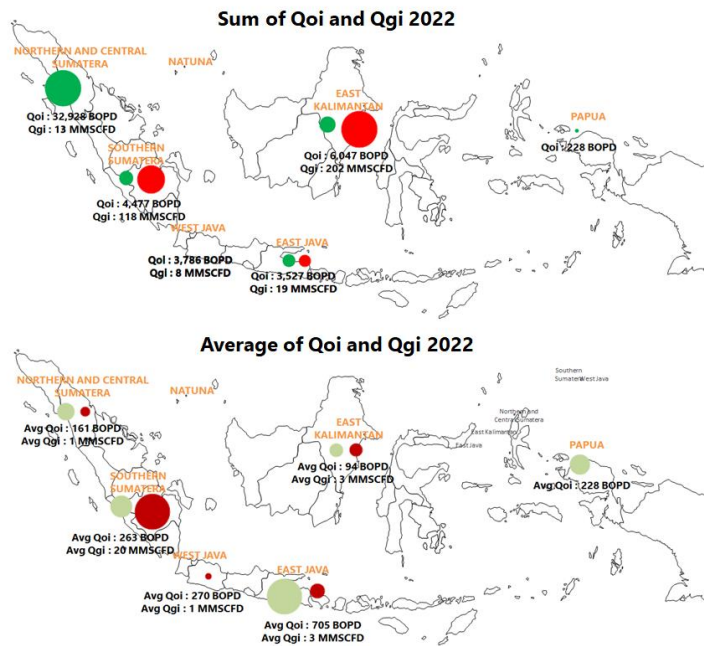 Sum of Qoi and Qgi 2022
NORTHERN AND CENTRAL
SUMATERA
NATUNA
Qoi : 32,928 BOPD
Qgi : 13 MMSCFD
EAST
KALIMANTAN
Qoi : 6,047 BOPD
Qgi : 202 MMSCFD
PAPUA
Qoi : 228 BOPD
SOUTHERN
SUMATERA
Qoi : 4,477 BOPD
Qgi : 118 MMSCFD
WEST JAVA
Qoi : 3,786 BOPD
Qgi : 8 MMSCFD
EAST JAVA
Qoi : 3,527 BOPD
Qgi : 19 MMSCFD
Average of Qoi and Qgi 2022
NORTHERN AND CENTRAL
SUMATERA
NATUNA
Avg Qoi : 161 BOPD
Avg Qgi : 1 MMSCFD
EAST
KALIMANTAN
Avg Qoi : 94 BOPD
Avg Qgi : 3 MMSCFD
Southern
Sumatera
West Java
Northern and
Central Sumatera
East Kalimantan
East Java
PAPUA
Avg Qoi : 228 BOPD
SOUTHERN
SUMATERA
Avg Qoi : 263 BOPD
Avg Qgi : 20 MMSCFD
WEST JAVA
Avg Qoi : 270 BOPD
Avg Qgi : 1 MMSCFD
EAST JAVA
Avg Qoi : 705 BOPD
Avg Qgi : 3 MMSCFD